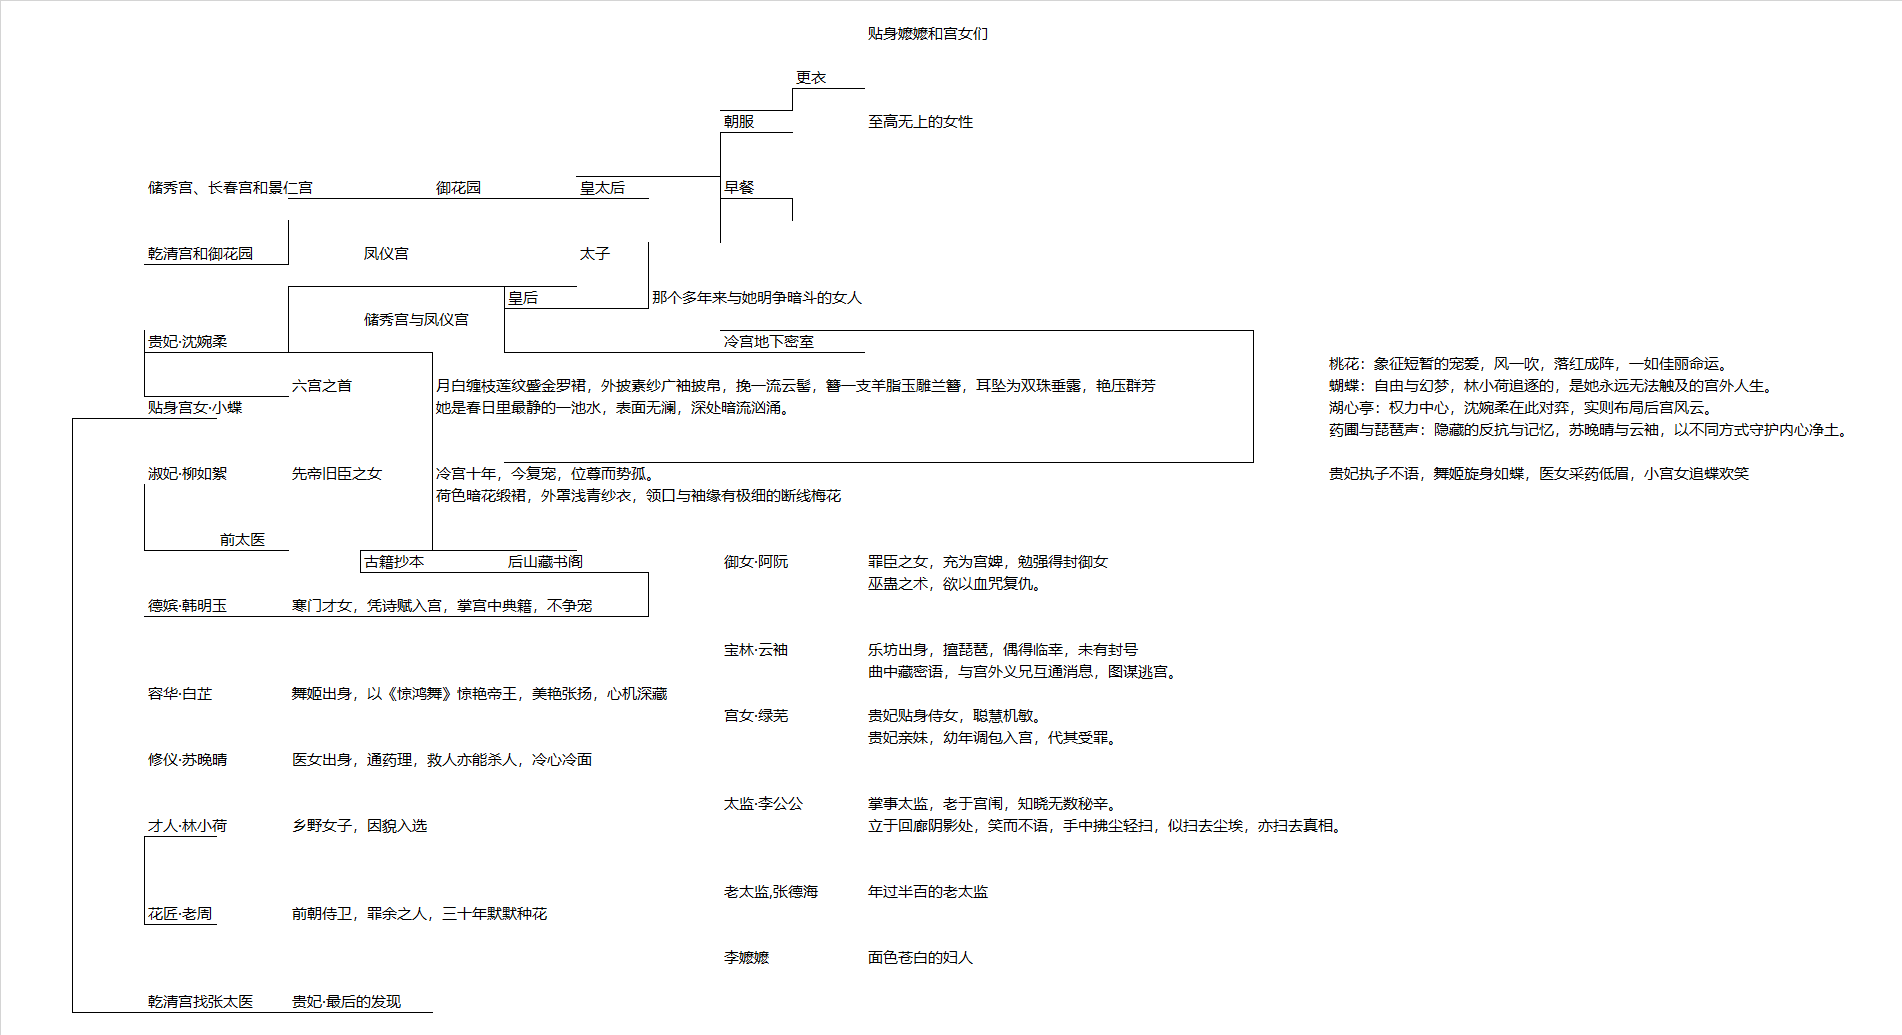 贴身嬷嬷和宫女们
更衣
朝服
至高无上的女性
储秀宫、长春宫和景仁宫
御花园
皇太后
早餐
乾清宫和御花园
凤仪宫
太子
皇后
那个多年来与她明争暗斗的女人
储秀宫与凤仪宫
贵妃·沈婉柔
冷宫地下密室
桃花：象征短暂的宠爱，风一吹，落红成阵，一如佳丽命运。
六宫之首
月白缠枝莲纹蹙金罗裙，外披素纱广袖披帛，挽一流云髻，簪一支羊脂玉雕兰簪，耳坠为双珠垂露，艳压群芳
蝴蝶：自由与幻梦，林小荷追逐的，是她永远无法触及的宫外人生。
贴身宫女·小蝶
她是春日里最静的一池水，表面无澜，深处暗流汹涌。
湖心亭：权力中心，沈婉柔在此对弈，实则布局后宫风云。
药圃与琵琶声：隐藏的反抗与记忆，苏晚晴与云袖，以不同方式守护内心净土。
淑妃·柳如絮
先帝旧臣之女
冷宫十年，今复宠，位尊而势孤。
贵妃执子不语，舞姬旋身如蝶，医女采药低眉，小宫女追蝶欢笑
荷色暗花缎裙，外罩浅青纱衣，领口与袖缘有极细的断线梅花
前太医
古籍抄本
后山藏书阁
御女·阿阮
罪臣之女，充为宫婢，勉强得封御女
巫蛊之术，欲以血咒复仇。
德嫔·韩明玉
寒门才女，凭诗赋入宫，掌宫中典籍，不争宠
宝林·云袖
乐坊出身，擅琵琶，偶得临幸，未有封号
曲中藏密语，与宫外义兄互通消息，图谋逃宫。
容华·白芷
舞姬出身，以《惊鸿舞》惊艳帝王，美艳张扬，心机深藏
宫女·绿芜
贵妃贴身侍女，聪慧机敏。
贵妃亲妹，幼年调包入宫，代其受罪。
修仪·苏晚晴
医女出身，通药理，救人亦能杀人，冷心冷面
太监·李公公
掌事太监，老于宫闱，知晓无数秘辛。
才人·林小荷
乡野女子，因貌入选
立于回廊阴影处，笑而不语，手中拂尘轻扫，似扫去尘埃，亦扫去真相。
老太监,张德海
年过半百的老太监
花匠·老周
前朝侍卫，罪余之人，三十年默默种花
李嬷嬷
面色苍白的妇人
乾清宫找张太医
贵妃·最后的发现